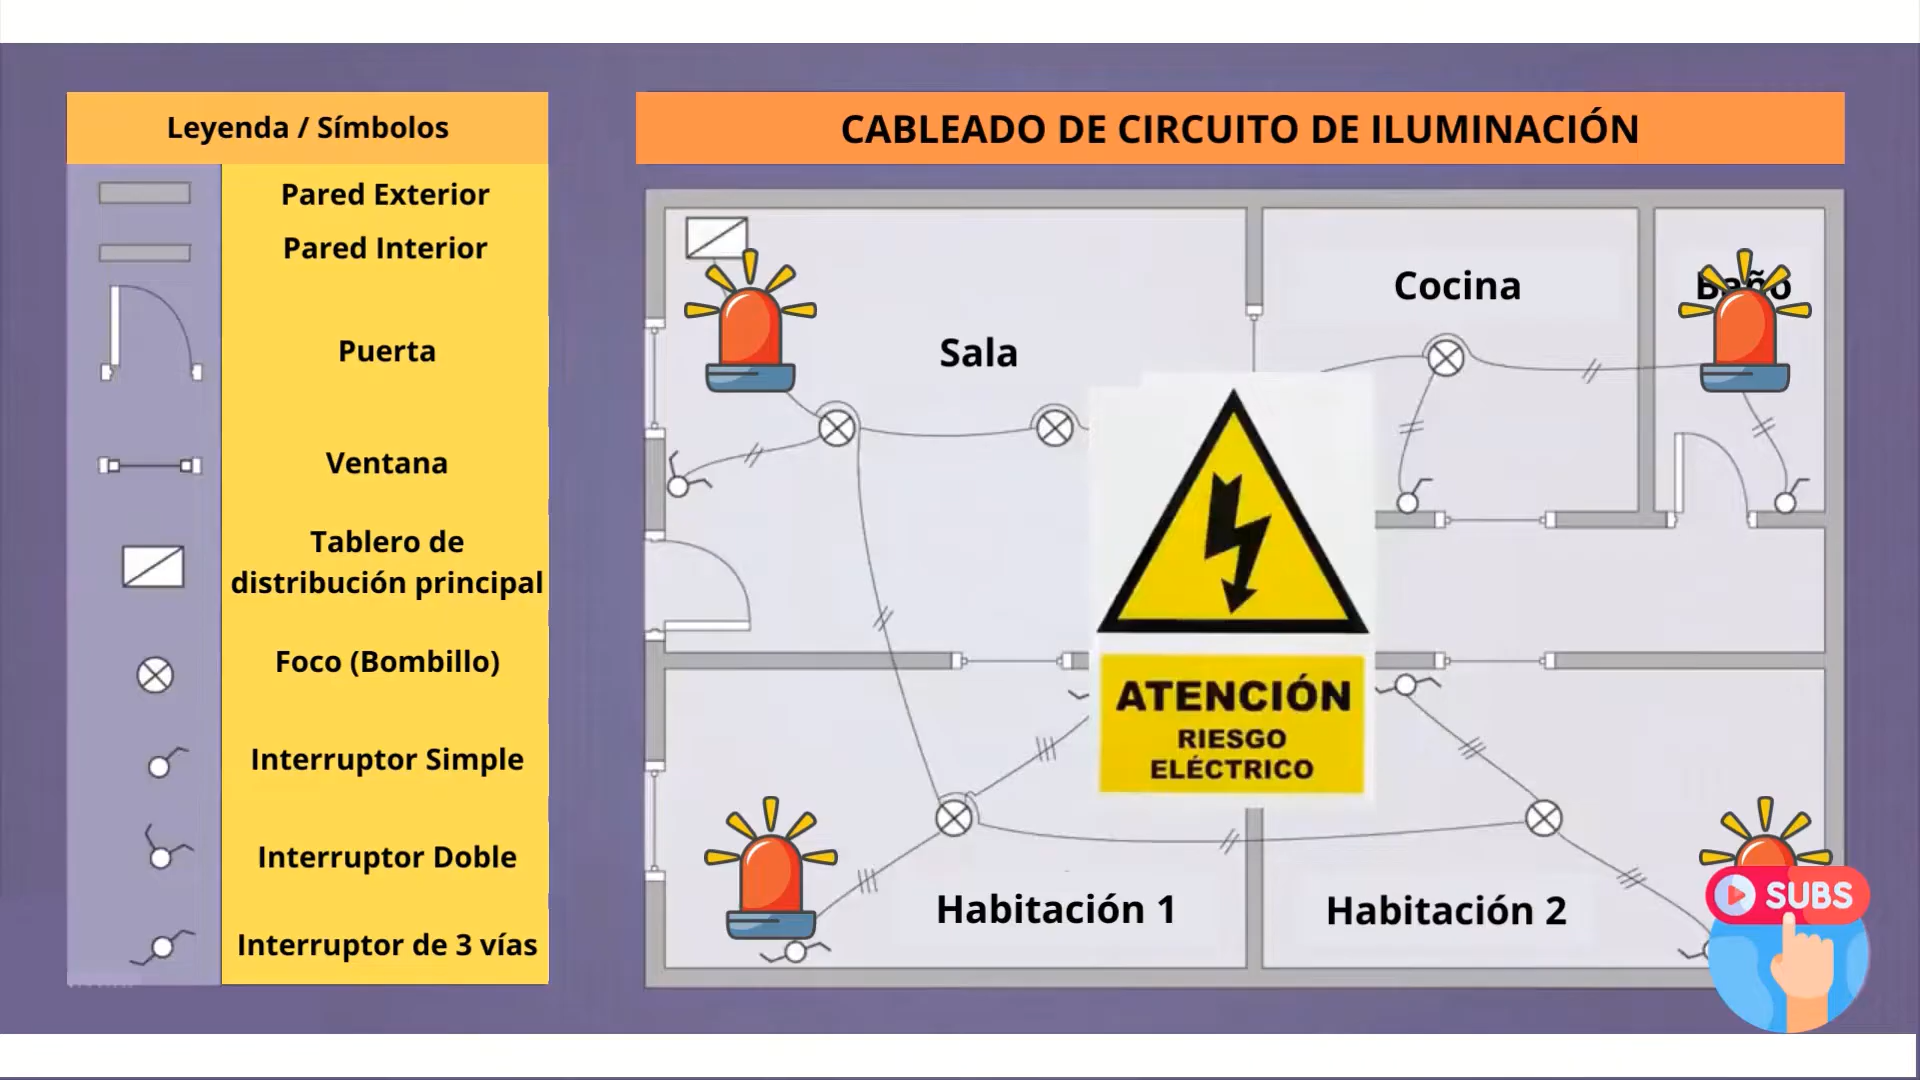 Leyenda / Símbolos
CABLEADO DE CIRCUITO DE ILUMINACIÓN
Pared Exterior
Pared Interior
Puerta
Ventana
Tablero de
distribución principal
Foco (Bombillo)
Interruptor Simple
Interruptor Doble
Interruptor de 3 vías
Cocina
Baño
Sala
ATENCIÓN
RIESGO
ELÉCTRICO
Habitación 1
Habitación 2
SUBS